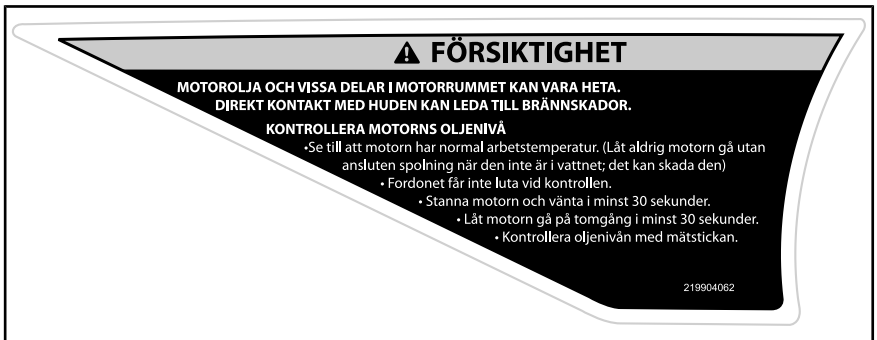 ⚠ FÖRSIKTIGHET
MOTOROLJA OCH VISSA DELAR I MOTORRUMMET KAN VARA HETA.
DIREKT KONTAKT MED HUDEN KAN LEDA TILL BRÄNNSKADOR.
KONTROLLERA MOTORNS OLJENIVÅ
•Se till att motorn har normal arbetstemperatur. (Låt aldrig motorn gå utan
ansluten spolning när den inte är i vattnet; det kan skada den)
• Fordonet får inte luta vid kontrollen.
• Stanna motorn och vänta i minst 30 sekunder.
• Låt motorn gå på tomgång i minst 30 sekunder.
• Kontrollera oljenivån med mätstickan.
219904062